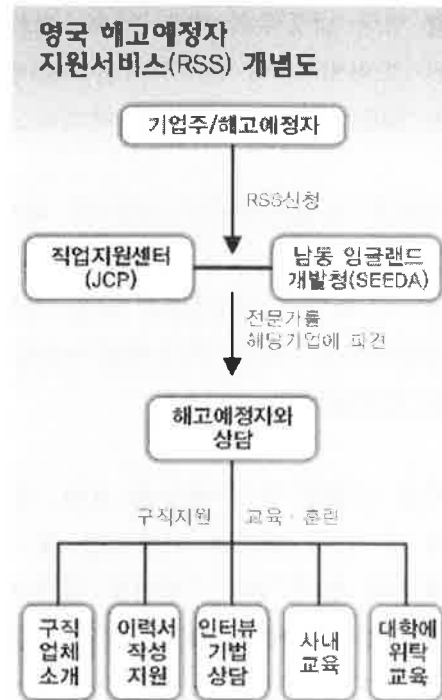 영국 해고예정자
지원서비스(RSS) 개념도
기업주/해고예정자
RSS신청
직업지원센터
(JCP)
남동 잉글랜드
개발청(SEEDA)
전문가를
해당기업에 파견
해고예정자와
상담
구직지원
교육·훈련
구직
업체
소개
이력서
작성
지원
인터뷰
기법
상담
사내
교육
대학에
위탁
교육